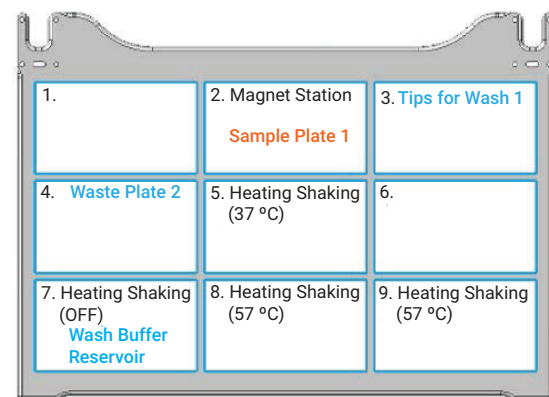 1.
2. Magnet Station
Sample Plate 1
3. Tips for Wash 1
4. Waste Plate 2
5. Heating Shaking
(37 ºC)
6.
7. Heating Shaking
(OFF)
Wash Buffer
Reservoir
8. Heating Shaking
(57 ºC)
9. Heating Shaking
(57 ºC)